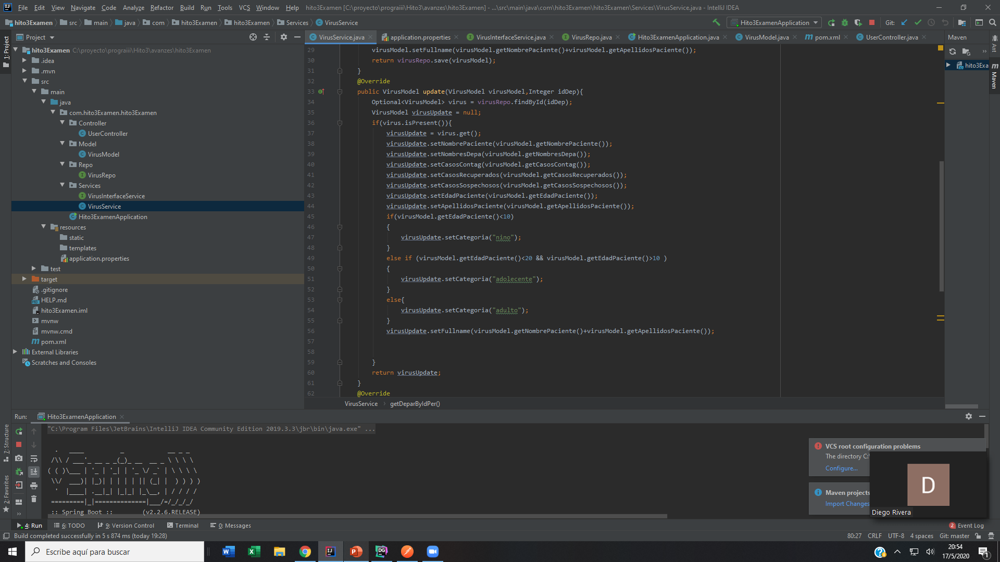 File Edit View Navigate Code Analyze Refactor Build Run Tools VCS Window Help hito3Examen [C:\proyecto\prograiii\Hito3\avanzes\hito3Examen] - ...\src\main\java\com\hito3Examen\hito3Examen\Services\VirusService.java - IntelliJ IDEA
hito3Examen src main java com hito3Examen hito3Examen Services VirusService Hito3ExamenApplication Git:
Project VirusService.java application.properties VirusInterfaceService.java VirusRepo.java Hito3ExamenApplication.java VirusModel.java pom.xml UserController.java Maven
1: Project
Ant
Maven
hito3Exa
hito3Examen C:\proyecto\prograiii\Hito3\avanzes\hito3Examen
.idea
.mvn
src
main
java
com.hito3Examen.hito3Examen
Controller
UserController
Model
VirusModel
Repo
VirusRepo
Services
VirusInterfaceService
VirusService
Hito3ExamenApplication
resources
static
templates
application.properties
test
target
.gitignore
HELP.md
hito3Examen.iml
mvnw
mvnw.cmd
pom.xml
External Libraries
Scratches and Consoles
29 virusModel.setFullname(virusModel.getNombrePaciente()+virusModel.getApellidosPaciente());
30 return virusRepo.save(virusModel);
31 }
32 @Override
33 public VirusModel update(VirusModel virusModel,Integer idDep){
34 Optional<VirusModel> virus = virusRepo.findById(idDep);
35 VirusModel virusUpdate = null;
36 if(virus.isPresent()){
37 virusUpdate = virus.get();
38 virusUpdate.setNombrePaciente(virusModel.getNombrePaciente());
39 virusUpdate.setNombresDepa(virusModel.getNombresDepa());
40 virusUpdate.setCasosContag(virusModel.getCasosContag());
41 virusUpdate.setCasosRecuperados(virusModel.getCasosRecuperados());
42 virusUpdate.setCasosSospechosos(virusModel.getCasosSospechosos());
43 virusUpdate.setEdadPaciente(virusModel.getEdadPaciente());
44 virusUpdate.setApellidosPaciente(virusModel.getApellidosPaciente());
45 if(virusModel.getEdadPaciente()<10)
46 {
47 virusUpdate.setCategoria("nino");
48 }
49 else if (virusModel.getEdadPaciente()<20 && virusModel.getEdadPaciente()>10 )
50 {
51 virusUpdate.setCategoria("adolecente");
52 }
53 else{
54 virusUpdate.setCategoria("adulto");
55 }
56 virusUpdate.setFullname(virusModel.getNombrePaciente()+virusModel.getApellidosPaciente());
57
58
59 }
60 return virusUpdate;
61 }
62 @Override
VirusService getDeparByIdPer()
Run: Hito3ExamenApplication
"C:\Program Files\JetBrains\IntelliJ IDEA Community Edition 2019.3.3\jbr\bin\java.exe" ...
  .   ____          _            __ _ _
 /\\ / ___'_ __ _ _(_)_ __  __ _ \ \ \ \
( ( )\___ | '_ | '_| | '_ \/ _` | \ \ \ \
 \\/  ___)| |_)| | | | | || (_| |  ) ) ) )
  '  |____| .__|_| |_|_| |_\__, | / / / /
 =========|_|==============|___/=/_/_/_/
 :: Spring Boot ::        (v2.2.6.RELEASE)
7: Structure
2: Favorites
VCS root configuration problems
The directory C:\
Configure...
Maven projects
Import Changes
D
Diego Rivera
4: Run 6: TODO 9: Version Control Terminal 0: Messages 2 Event Log
Build completed successfully in 5 s 874 ms (today 19:28) 80:27 CRLF UTF-8 4 spaces Git: master
Escribe aquí para buscar
20:54
17/5/2020
1